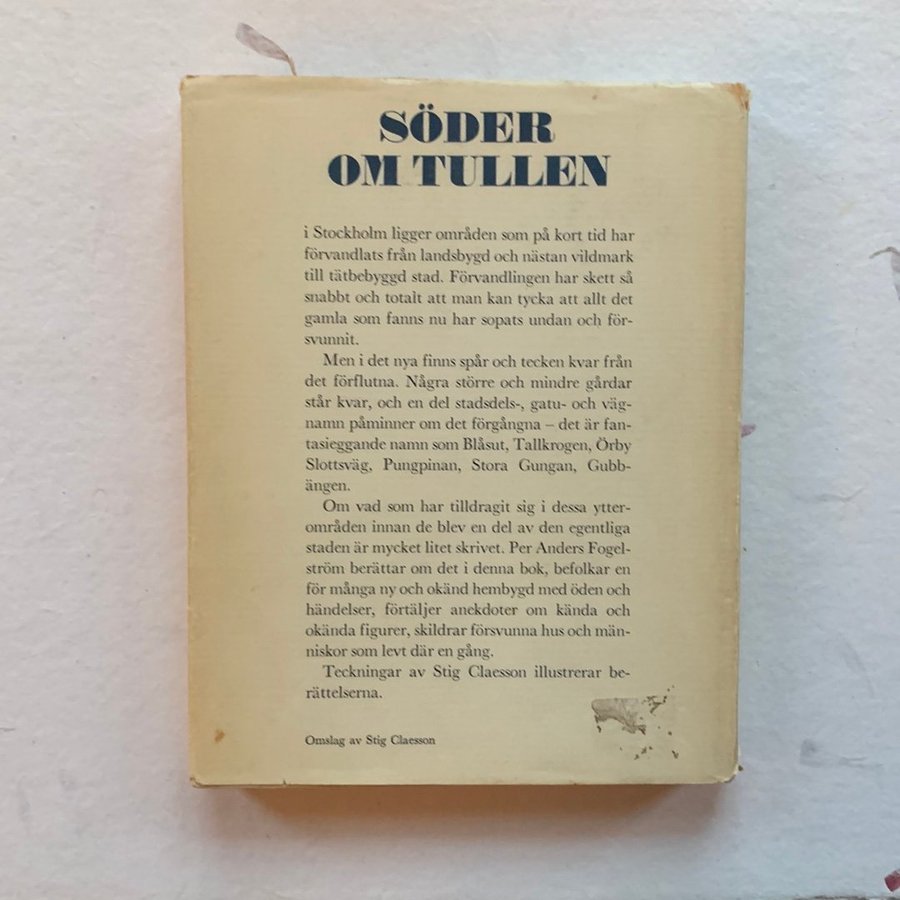 SÖDER
OM TULLEN
i Stockholm ligger områden som på kort tid har
förvandlats från landsbygd och nästan vildmark
till tätbebyggd stad. Förvandlingen har skett så
snabbt och totalt att man kan tycka att allt det
gamla som fanns nu har sopats undan och för-
svunnit.
Men i det nya finns spår och tecken kvar från
det förflutna. Några större och mindre gårdar
står kvar, och en del stadsdels-, gatu- och väg-
namn påminner om det förgångna – det är fan-
tasieggande namn som Blåsut, Tallkrogen, Örby
Slottsväg, Pungpinan, Stora Gungan, Gubb-
ängen.
Om vad som har tilldragit sig i dessa ytter-
områden innan de blev en del av den egentliga
staden är mycket litet skrivet. Per Anders Fogel-
ström berättar om det i denna bok, befolkar en
för många ny och okänd hembygd med öden och
händelser, förtäljer anekdoter om kända och
okända figurer, skildrar försvunna hus och män-
niskor som levt där en gång.
Teckningar av Stig Claesson illustrerar be-
rättelserna.
Omslag av Stig Claesson